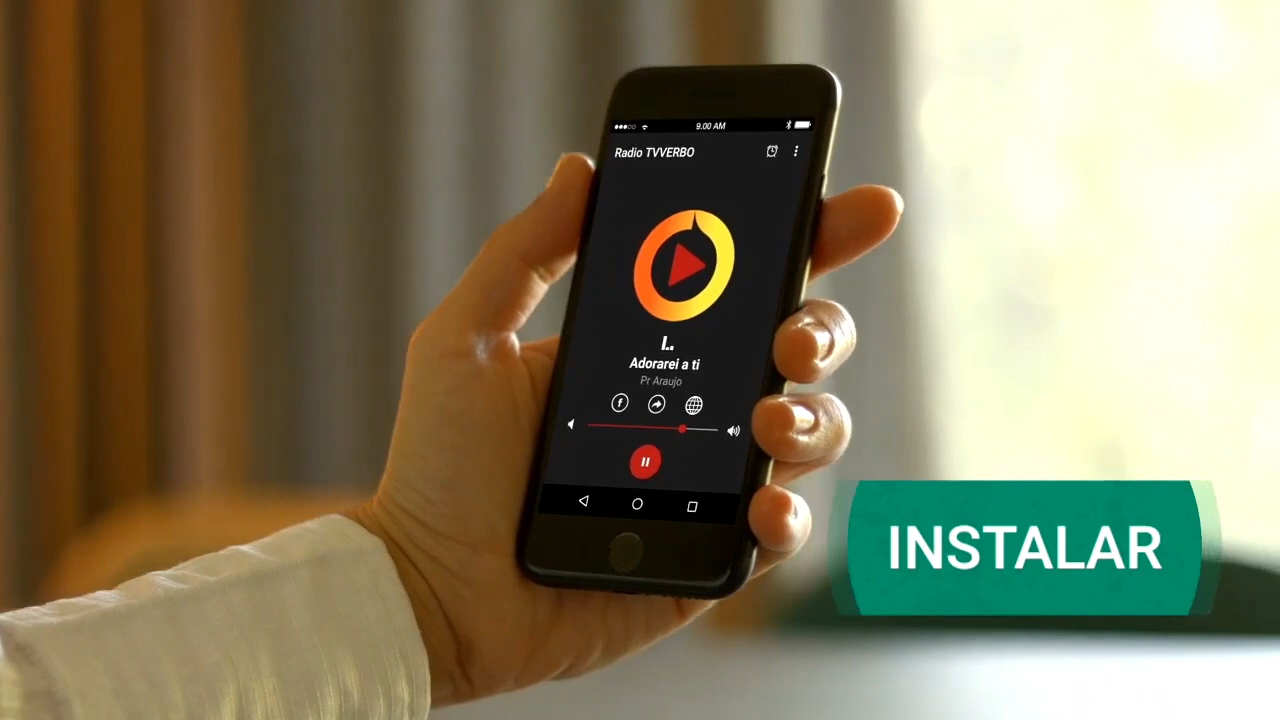 9.00 AM
Radio TVVERBO
I..
Adorarei a ti
Pr Araujo
INSTALAR